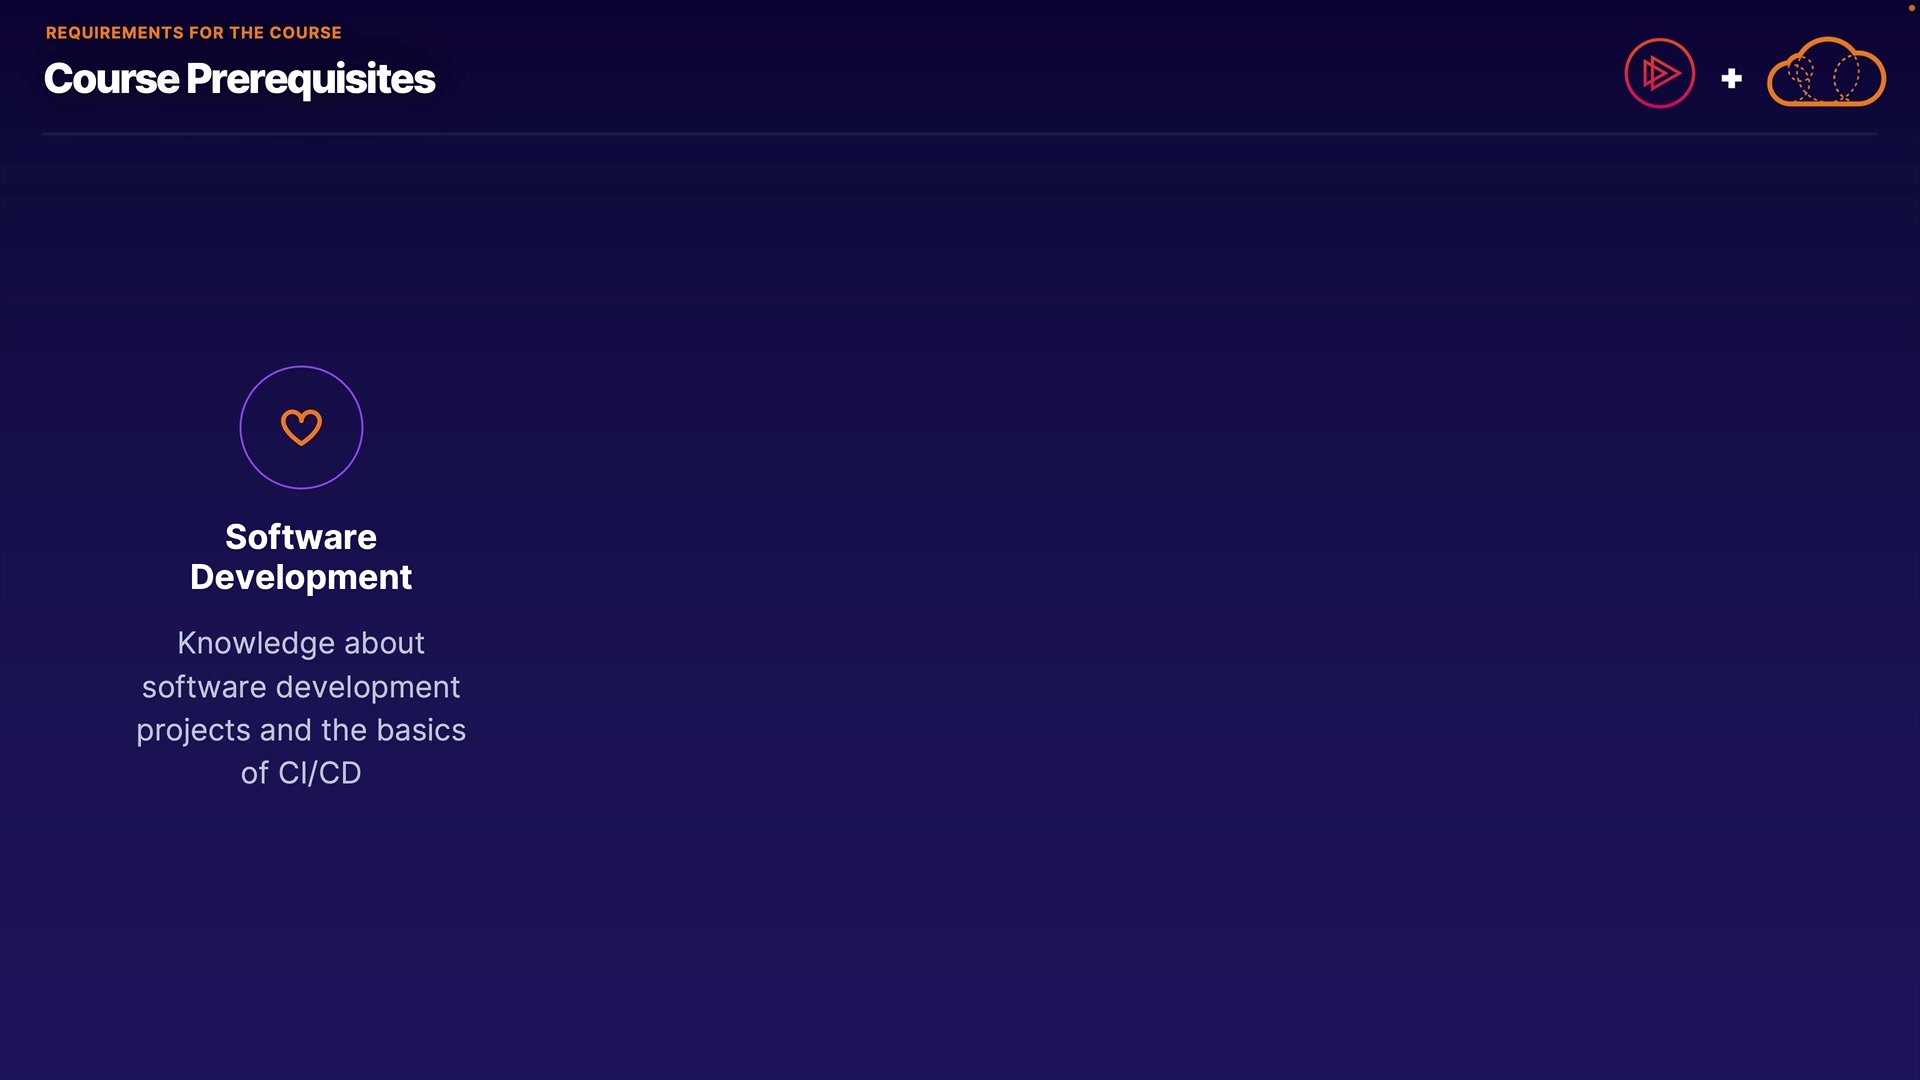 REQUIREMENTS FOR THE COURSE
Course Prerequisites
Software
Development
Knowledge about
software development
projects and the basics
of CI/CD